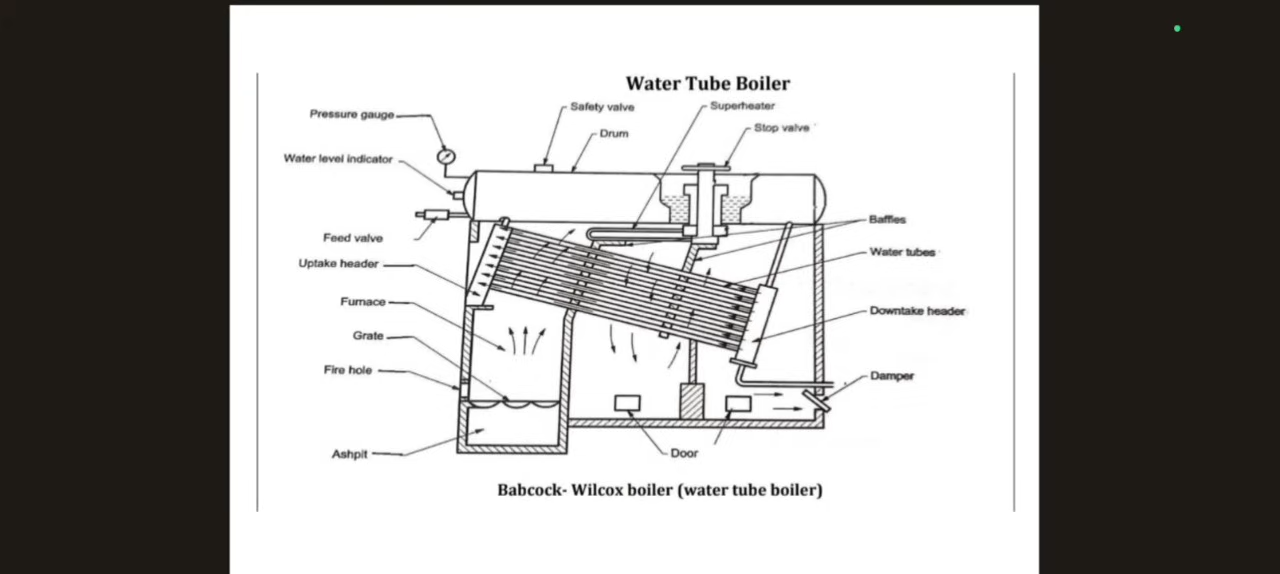 Water Tube Boiler
Safety valve
Superheater
Pressure gauge
Stop valve
Drum
Water level indicator
Baffles
Feed valve
Water tubes
Uptake header
Furnace
Downtake header
Grate
Fire hole
Damper
Ashpit
Door
Babcock- Wilcox boiler (water tube boiler)